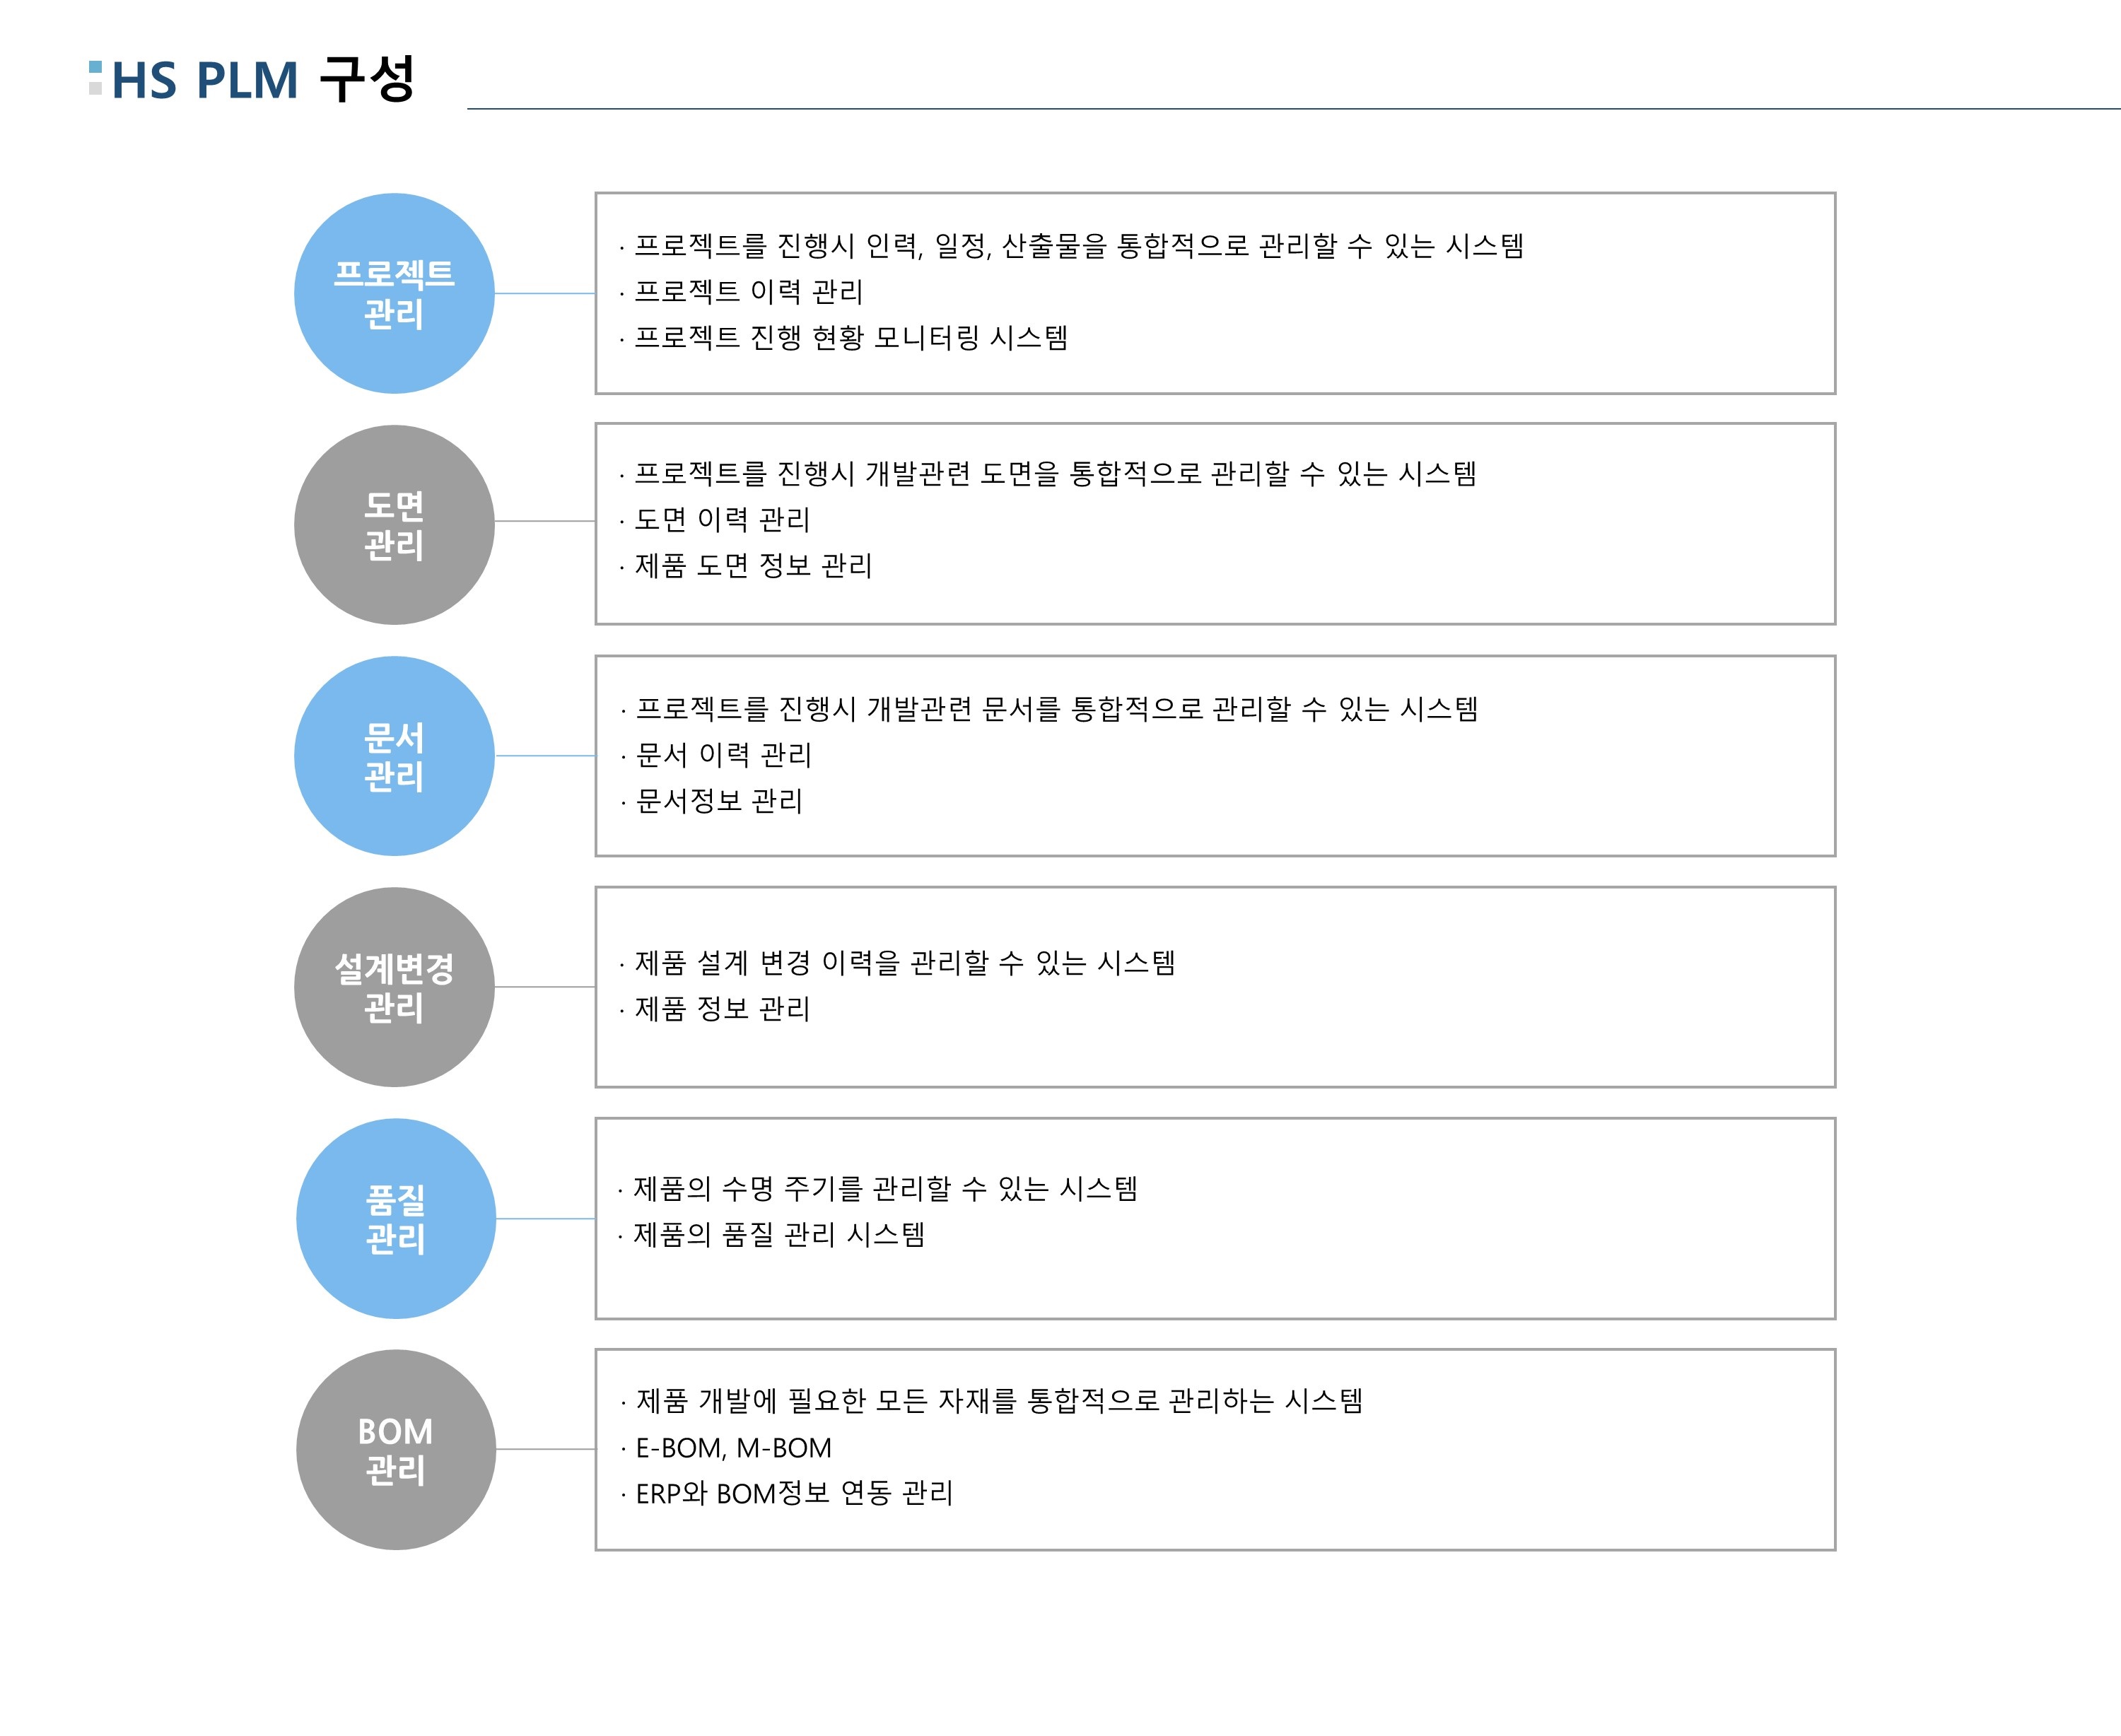 HS PLM 구성
프로젝트
관리
· 프로젝트를 진행시 인력, 일정, 산출물을 통합적으로 관리할 수 있는 시스템
· 프로젝트 이력 관리
· 프로젝트 진행 현황 모니터링 시스템
도면
관리
· 프로젝트를 진행시 개발관련 도면을 통합적으로 관리할 수 있는 시스템
· 도면 이력 관리
· 제품 도면 정보 관리
문서
관리
· 프로젝트를 진행시 개발관련 문서를 통합적으로 관리할 수 있는 시스템
· 문서 이력 관리
· 문서정보 관리
설계변경
관리
· 제품 설계 변경 이력을 관리할 수 있는 시스템
· 제품 정보 관리
품질
관리
· 제품의 수명 주기를 관리할 수 있는 시스템
· 제품의 품질 관리 시스템
BOM
관리
· 제품 개발에 필요한 모든 자재를 통합적으로 관리하는 시스템
· E-BOM, M-BOM
· ERP와 BOM정보 연동 관리